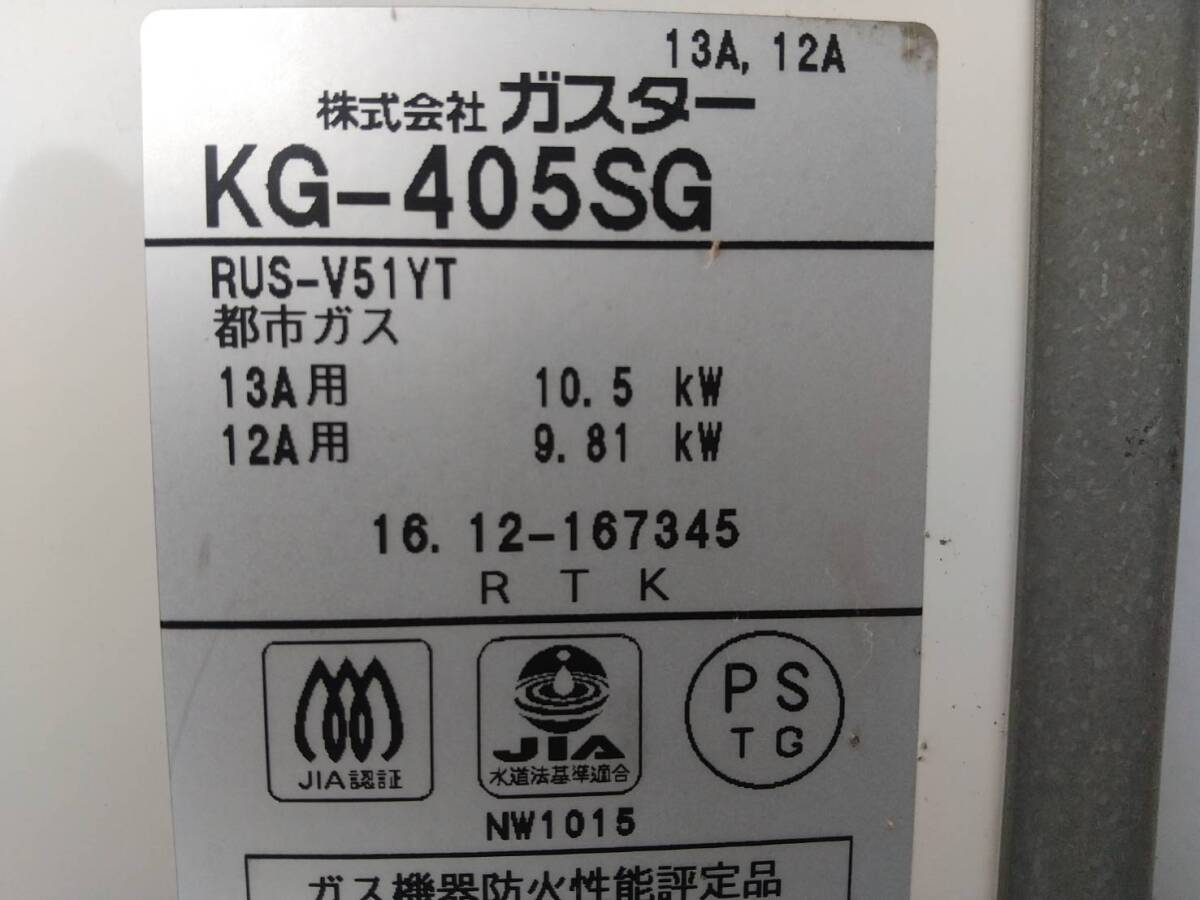 13A, 12A
株式会社 ガスター
KG-405SG
RUS-V51YT
都市ガス
13A用 10.5 kW
12A用 9.81 kW
16. 12-167345
R T K
JIA認証
JIA
水道法基準適合
PS
TG
NW1015
ガス機器防火性能評定品